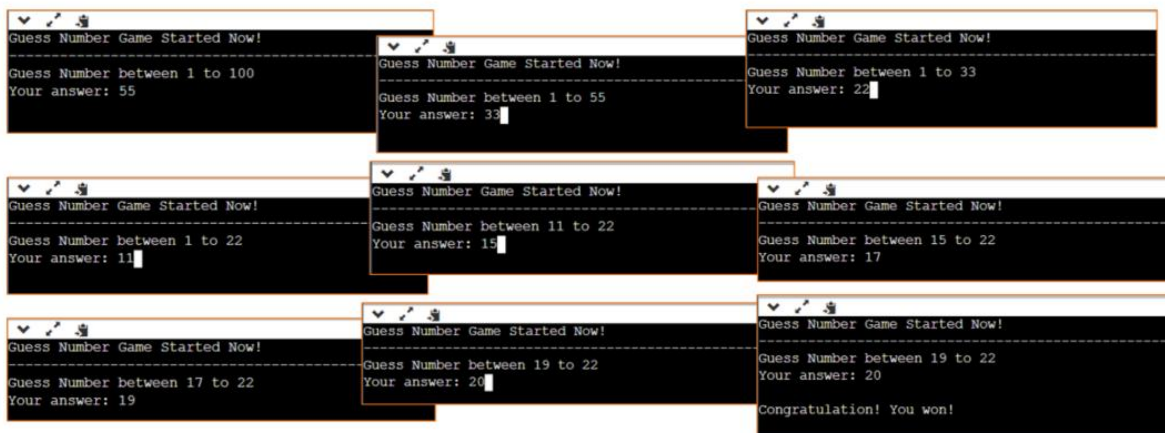 Guess Number Game Started Now!
Guess Number between 1 to 100
Your answer: 55
Guess Number Game Started Now!
Guess Number between 1 to 55
Your answer: 33
Guess Number Game Started Now!
Guess Number between 1 to 33
Your answer: 22
Guess Number Game Started Now!
Guess Number between 1 to 22
Your answer: 11
Guess Number Game Started Now!
Guess Number between 11 to 22
Your answer: 15
Guess Number Game Started Now!
Guess Number between 15 to 22
Your answer: 17
Guess Number Game Started Now!
Guess Number between 17 to 22
Your answer: 19
Guess Number Game Started Now!
Guess Number between 19 to 22
Your answer: 20
Guess Number Game Started Now!
Guess Number between 19 to 22
Your answer: 20
Congratulation! You won!